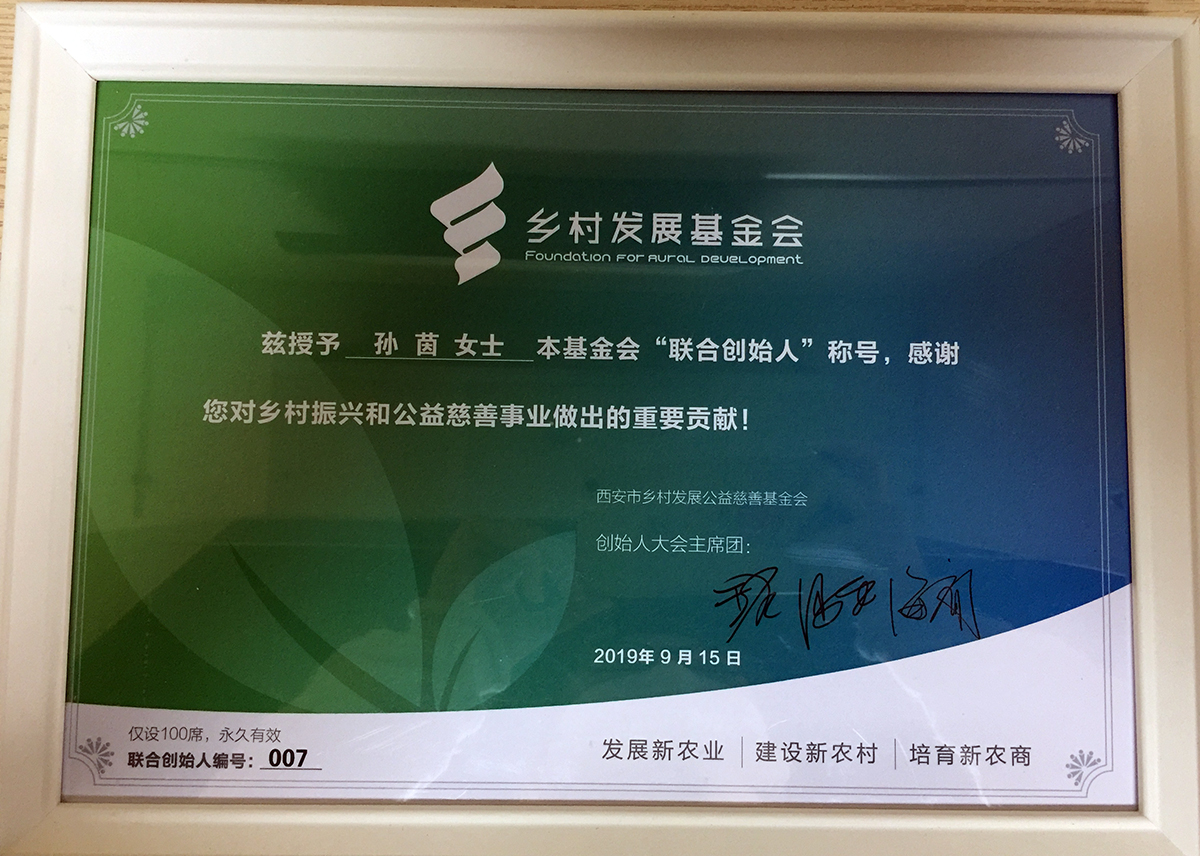 乡村发展基金会
Foundation for Rural Development
兹授予 孙 茵 女士 本基金会“联合创始人”称号，感谢
您对乡村振兴和公益慈善事业做出的重要贡献！
西安市乡村发展公益慈善基金会
创始人大会主席团：
2019年 9 月 15 日
仅设100席，永久有效
联合创始人编号：007
发展新农业｜建设新农村｜培育新农商